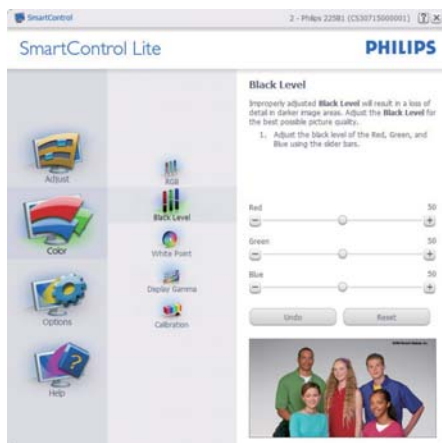 SmartControl
2 - Philips 225B1 (CS30715000001)
SmartControl Lite
PHILIPS
Adjust
Color
Options
Help
RGB
Black Level
White Point
Display Gamma
Calibration
Black Level
Improperly adjusted Black Level will result in a loss of
detail in darker image areas. Adjust the Black Level for
the best possible picture quality.
1. Adjust the black level of the Red, Green, and
Blue using the slider bars.
Red 50
Green 50
Blue 50
Undo Reset